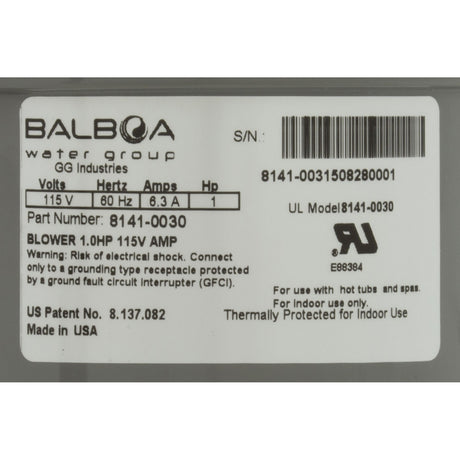 BALBOA
water group
GG Industries
Volts Hertz Amps Hp
115 V 60 Hz 6.3 A 1
Part Number: 8141-0030
BLOWER 1.0HP 115V AMP
Warning: Risk of electrical shock. Connect
only to a grounding type receptacle protected
by a ground fault circuit interrupter (GFCI).
US Patent No. 8.137.082
Made in USA
S/N.:
8141-0031508280001
UL Model8141-0030
RU
®
E88384
For use with hot tubs and spas.
For indoor use only.
Thermally Protected for Indoor Use